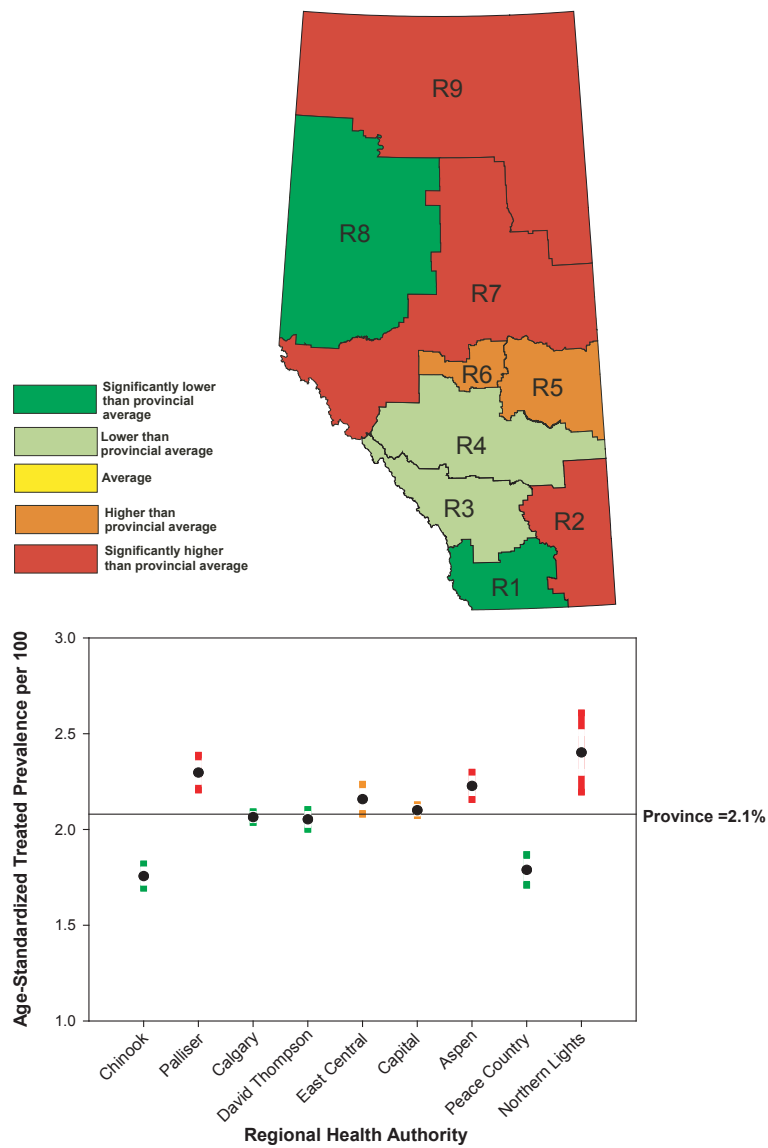 R9
R8
R7
R6
R5
R4
R3
R2
R1
Significantly lower
than provincial
average
Lower than
provincial average
Average
Higher than
provincial average
Significantly higher
than provincial average
Age-Standardized Treated Prevalence per 100
3.0
2.5
2.0
1.5
1.0
Province =2.1%
Chinook
Palliser
Calgary
David Thompson
East Central
Capital
Aspen
Peace Country
Northern Lights
Regional Health Authority